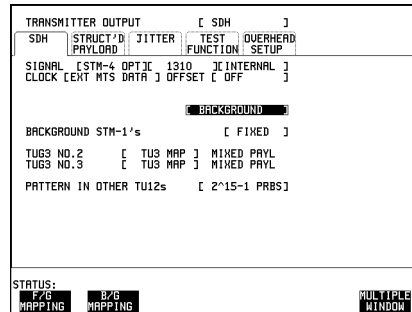 TRANSMITTER OUTPUT [ SDH ]
SDH STRUCT'D PAYLOAD JITTER TEST FUNCTION OVERHEAD SETUP
SIGNAL [STM-4 OPT][ 1310 ][INTERNAL ]
CLOCK [EXT MTS DATA ] OFFSET [ OFF ]
[ BACKGROUND ]
BACKGROUND STM-1's [ FIXED ]
TUG3 NO.2 [ TU3 MAP ] MIXED PAYL
TUG3 NO.3 [ TU3 MAP ] MIXED PAYL
PATTERN IN OTHER TU12s [ 2^15-1 PRBS]
STATUS:
F/G MAPPING B/G MAPPING MULTIPLE WINDOW